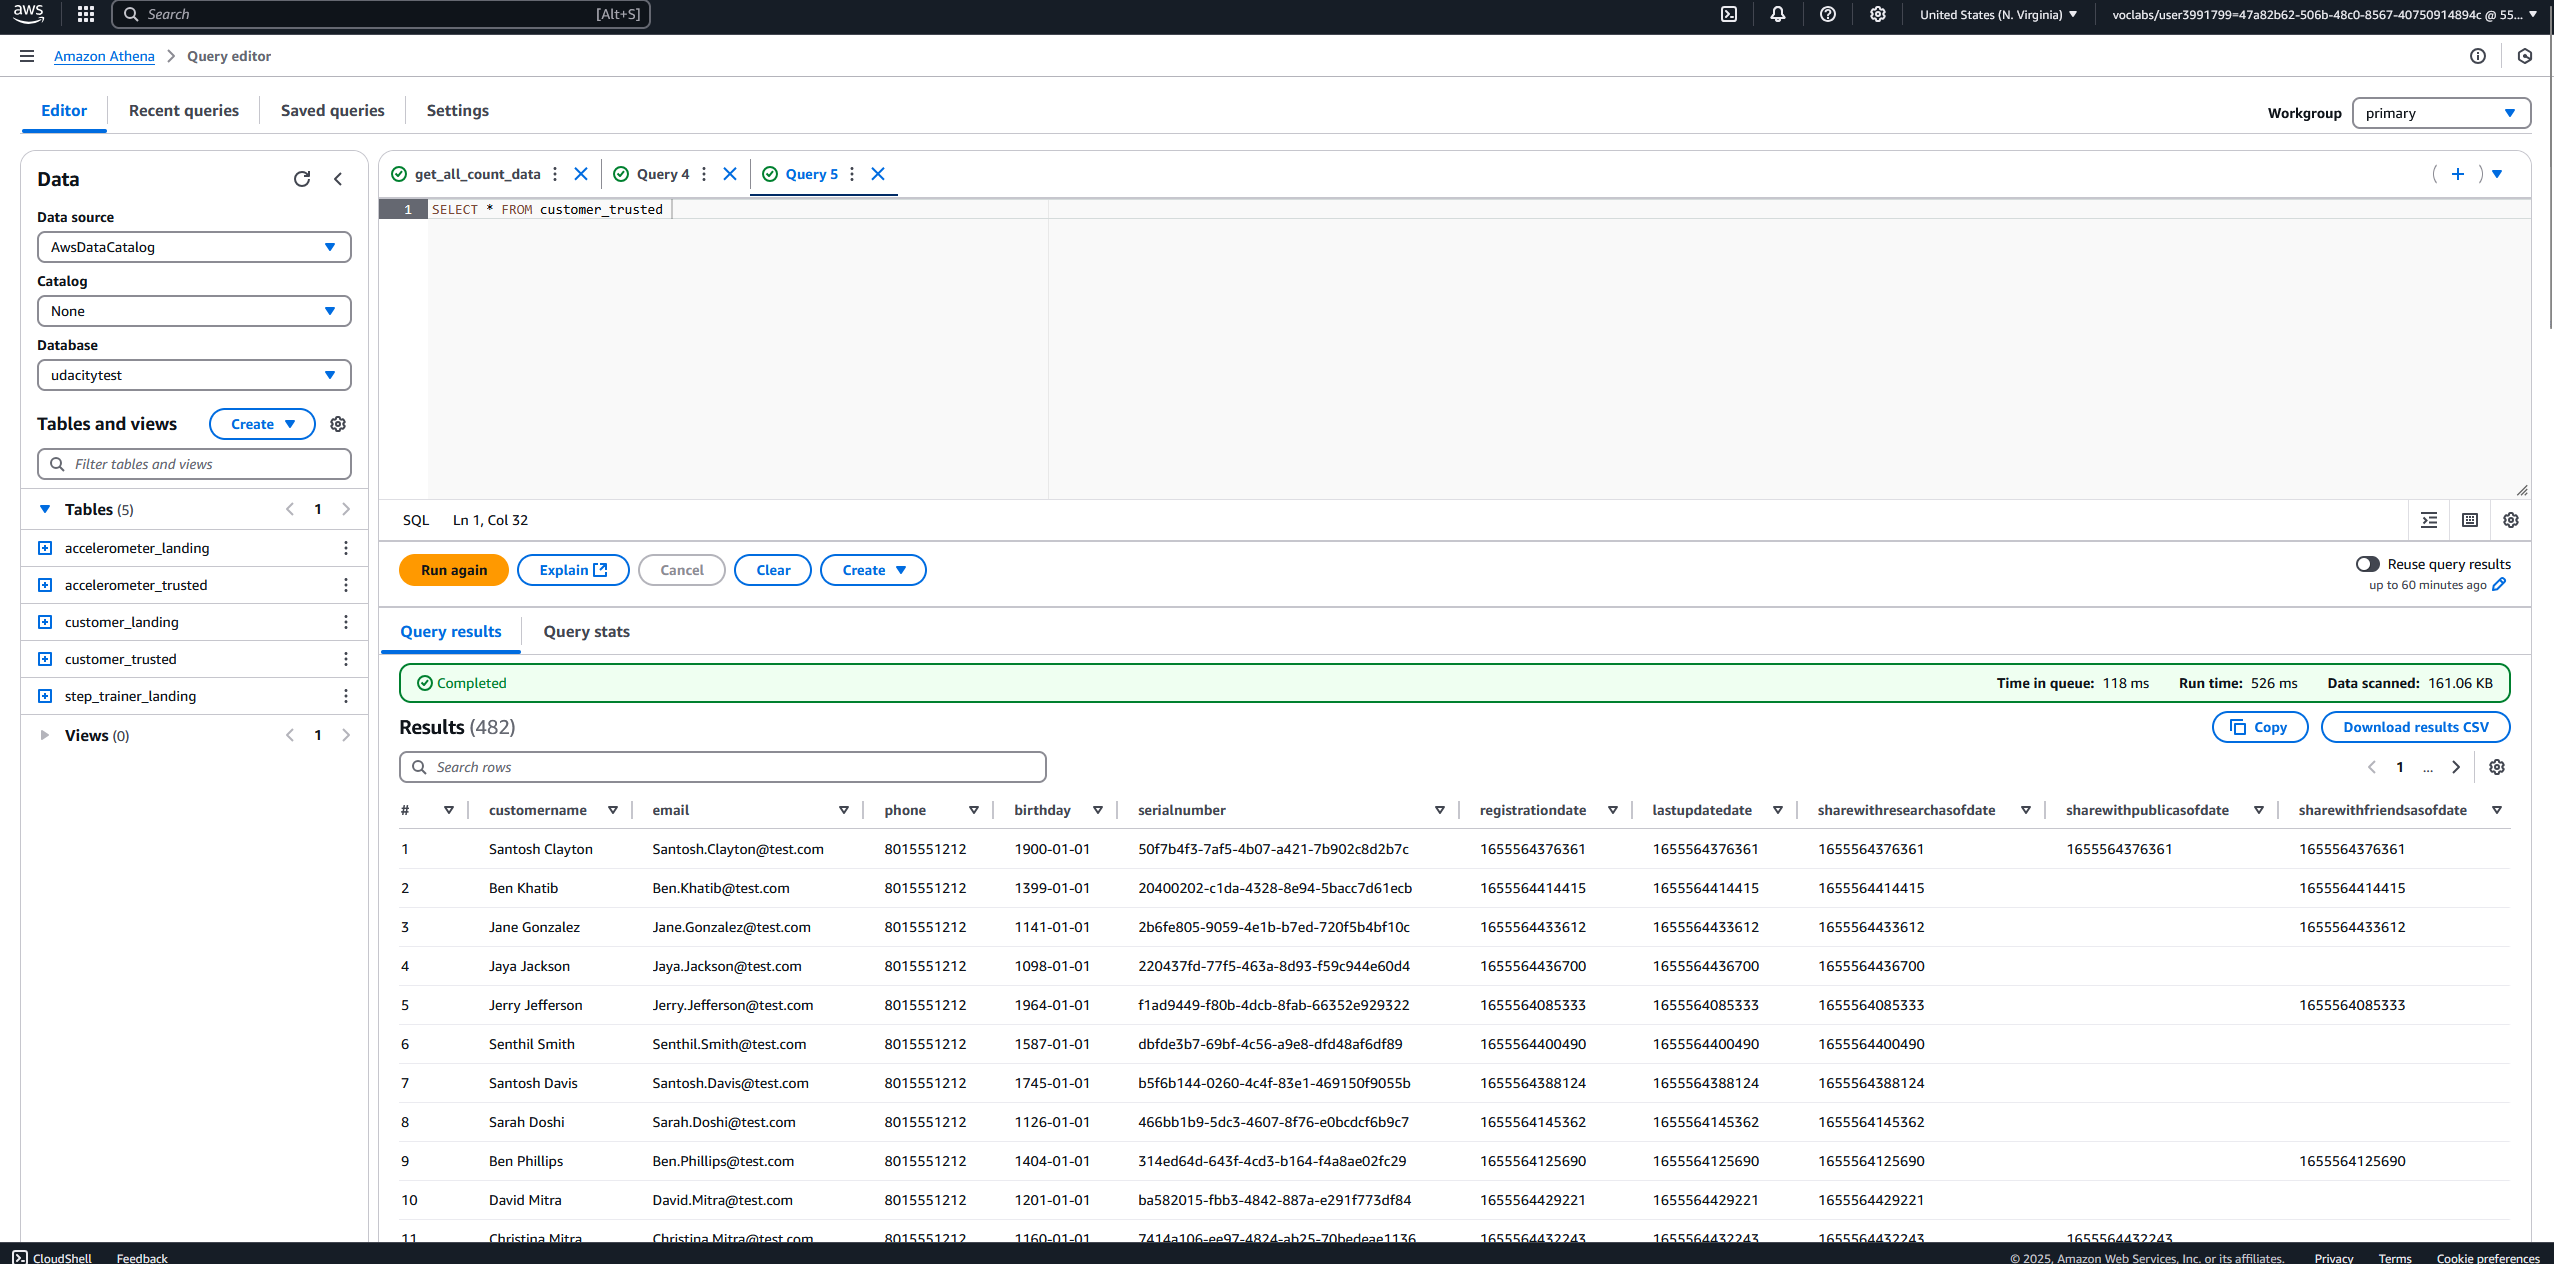 aws Search [Alt+S] United States (N. Virginia) voclabs/user3991799=47a82b62-506b-48c0-8567-40750914894c @ 55...
Amazon Athena Query editor
Editor Recent queries Saved queries Settings
Workgroup primary
Data
Data source
AwsDataCatalog
Catalog
None
Database
udacitytest
Tables and views Create
Filter tables and views
Tables (5) 1
accelerometer_landing
accelerometer_trusted
customer_landing
customer_trusted
step_trainer_landing
Views (0) 1
get_all_count_data Query 4 Query 5
1 SELECT * FROM customer_trusted
SQL Ln 1, Col 32
Run again Explain Cancel Clear Create
Reuse query results
up to 60 minutes ago
Query results Query stats
Completed Time in queue: 118 ms Run time: 526 ms Data scanned: 161.06 KB
Results (482) Copy Download results CSV
Search rows 1 ...
# customername email phone birthday serialnumber registrationdate lastupdatedate sharewithresearchasofdate sharewithpublicasofdate sharewithfriendsasofdate
1 Santosh Clayton Santosh.Clayton@test.com 8015551212 1900-01-01 50f7b4f3-7af5-4b07-a421-7b902c8d2b7c 1655564376361 1655564376361 1655564376361 1655564376361 1655564376361
2 Ben Khatib Ben.Khatib@test.com 8015551212 1399-01-01 20400202-c1da-4328-8e94-5bacc7d61ecb 1655564414415 1655564414415 1655564414415 1655564414415
3 Jane Gonzalez Jane.Gonzalez@test.com 8015551212 1141-01-01 2b6fe805-9059-4e1b-b7ed-720f5b4bf10c 1655564433612 1655564433612 1655564433612 1655564433612
4 Jaya Jackson Jaya.Jackson@test.com 8015551212 1098-01-01 220437fd-77f5-463a-8d93-f59c944e60d4 1655564436700 1655564436700 1655564436700
5 Jerry Jefferson Jerry.Jefferson@test.com 8015551212 1964-01-01 f1ad9449-f80b-4dcb-8fab-66352e929322 1655564085333 1655564085333 1655564085333 1655564085333
6 Senthil Smith Senthil.Smith@test.com 8015551212 1587-01-01 dbfde3b7-69bf-4c56-a9e8-dfd48af6df89 1655564400490 1655564400490 1655564400490
7 Santosh Davis Santosh.Davis@test.com 8015551212 1745-01-01 b5f6b144-0260-4c4f-83e1-469150f9055b 1655564388124 1655564388124 1655564388124
8 Sarah Doshi Sarah.Doshi@test.com 8015551212 1126-01-01 466bb1b9-5dc3-4607-8f76-e0bcdcf6b9c7 1655564145362 1655564145362 1655564145362
9 Ben Phillips Ben.Phillips@test.com 8015551212 1404-01-01 314ed64d-643f-4cd3-b164-f4a8ae02fc29 1655564125690 1655564125690 1655564125690 1655564125690
10 David Mitra David.Mitra@test.com 8015551212 1201-01-01 ba582015-fbb3-4842-887a-e291f773df84 1655564429221 1655564429221 1655564429221
11 Christina Mitra Christina.Mitra@test.com 8015551212 1160-01-01 7414a106-ee97-4824-ab25-70bedeae1136 1655564432243 1655564432243 1655564432243 1655564432243
CloudShell Feedback © 2025, Amazon Web Services, Inc. or its affiliates. Privacy Terms Cookie preferences